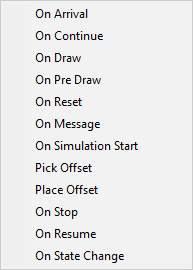 On Arrival
On Continue
On Draw
On Pre Draw
On Reset
On Message
On Simulation Start
Pick Offset
Place Offset
On Stop
On Resume
On State Change